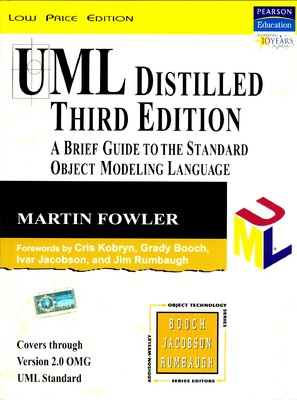 LOW PRICE EDITION
PEARSON
Education
10 YEARS
UML DISTILLED
THIRD EDITION
A BRIEF GUIDE TO THE STANDARD
OBJECT MODELING LANGUAGE
MARTIN FOWLER
Forewords by Cris Kobryn, Grady Booch,
Ivar Jacobson, and Jim Rumbaugh
UML
OBJECT TECHNOLOGY
SERIES
ADDISON-WESLEY
BOOCH
JACOBSON
RUMBAUGH
SERIES EDITORS
Covers through
Version 2.0 OMG
UML Standard